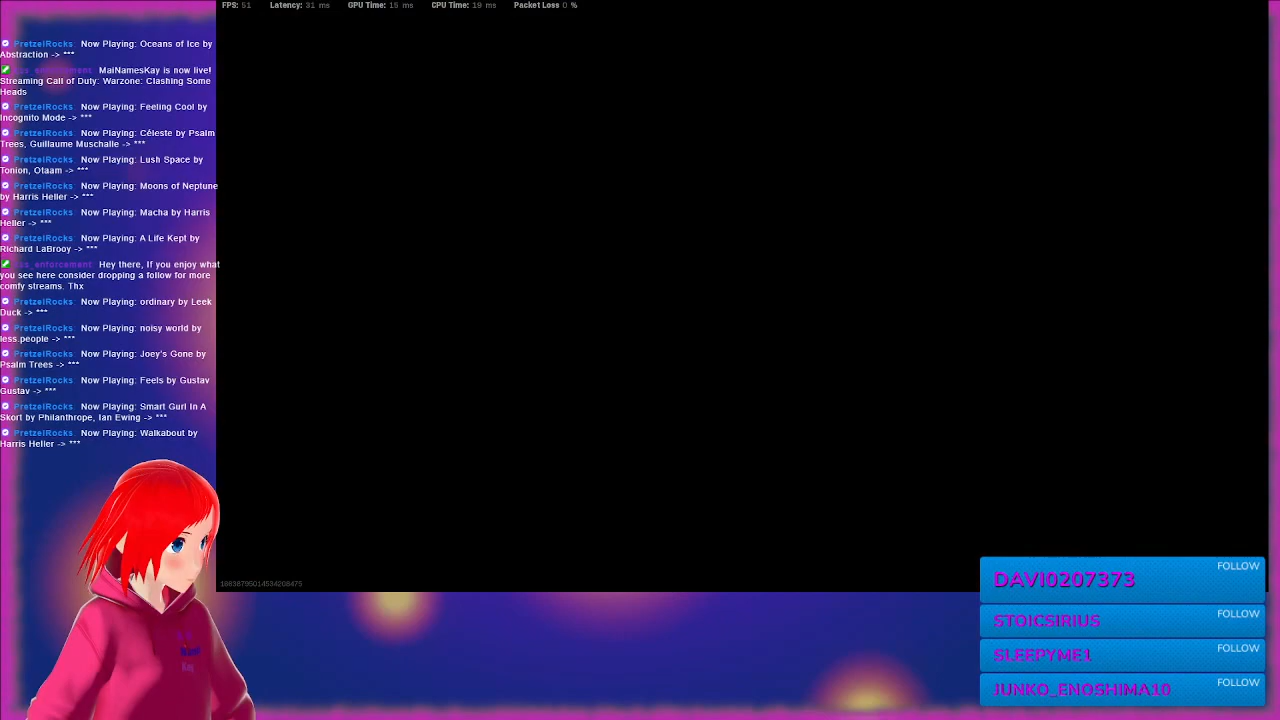 FPS: 51 Latency: 31 ms GPU Time: 15 ms CPU Time: 19 ms Packet Loss 0 %
PretzelRocks: Now Playing: Oceans of Ice by
Abstraction -> ***
MaiNamesKay is now live!
Streaming Call of Duty: Warzone: Clashing Some
Heads
PretzelRocks: Now Playing: Feeling Cool by
Incognito Mode -> ***
PretzelRocks: Now Playing: Céleste by Psalm
Trees, Guillaume Muschalle -> ***
PretzelRocks: Now Playing: Lush Space by
Tonion, Otaam -> ***
PretzelRocks: Now Playing: Moons of Neptune
by Harris Heller -> ***
PretzelRocks: Now Playing: Macha by Harris
Heller -> ***
PretzelRocks: Now Playing: A Life Kept by
Richard LaBrooy -> ***
Hey there, If you enjoy what
you see here consider dropping a follow for more
comfy streams. Thx
PretzelRocks: Now Playing: ordinary by Leek
Duck -> ***
PretzelRocks: Now Playing: noisy world by
less.people -> ***
PretzelRocks: Now Playing: Joey's Gone by
Psalm Trees -> ***
PretzelRocks: Now Playing: Feels by Gustav
Gustav -> ***
PretzelRocks: Now Playing: Smart Gurl In A
Skort by Philanthrope, Ian Ewing -> ***
PretzelRocks: Now Playing: Walkabout by
Harris Heller -> ***
Kay
DAVI0207373 FOLLOW
STOICSIRIUS FOLLOW
SLEEPYME1 FOLLOW
JUNKO_ENOSHIMA10 FOLLOW